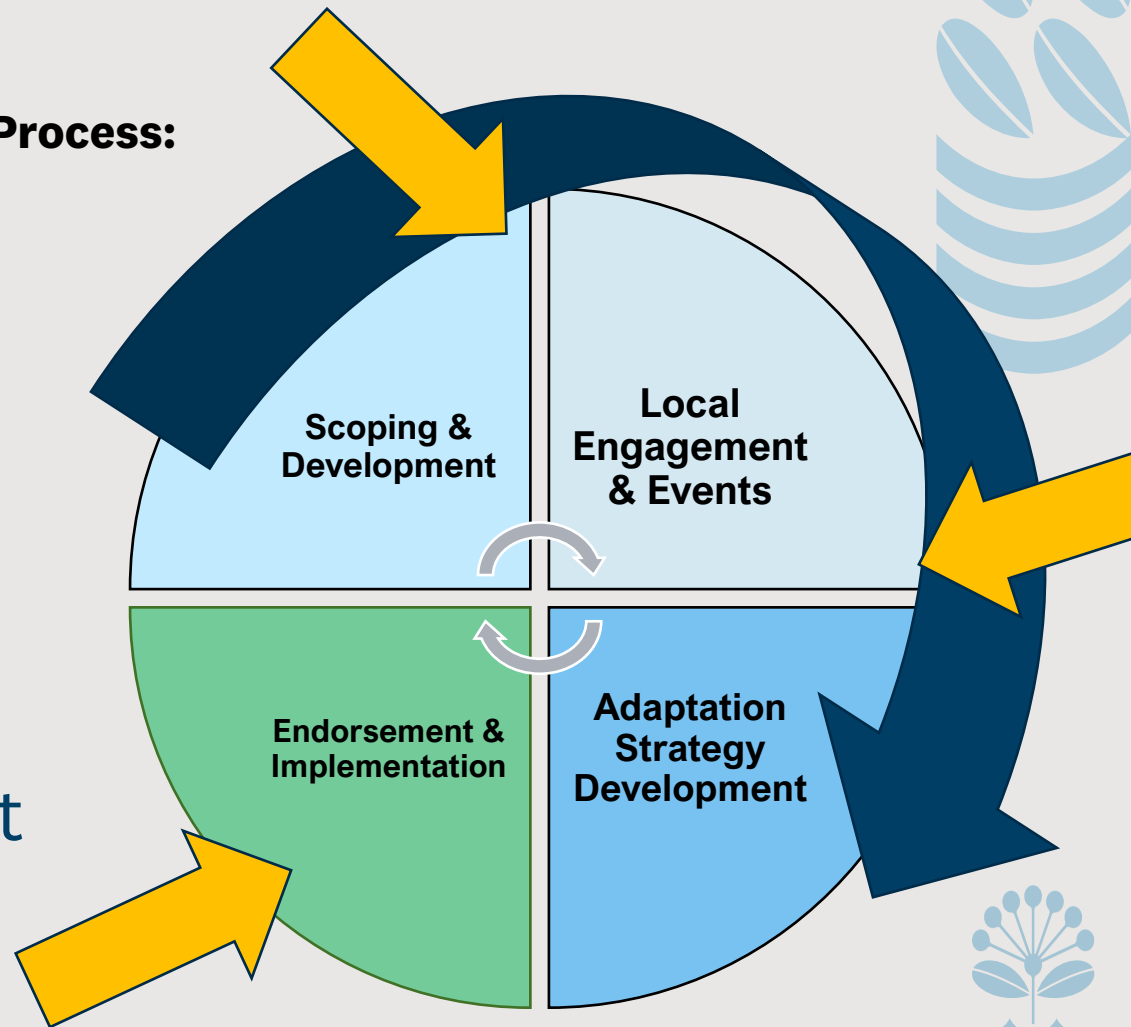 Process:
Scoping &
Development
Local
Engagement
& Events
Endorsement &
Implementation
Adaptation
Strategy
Development
t